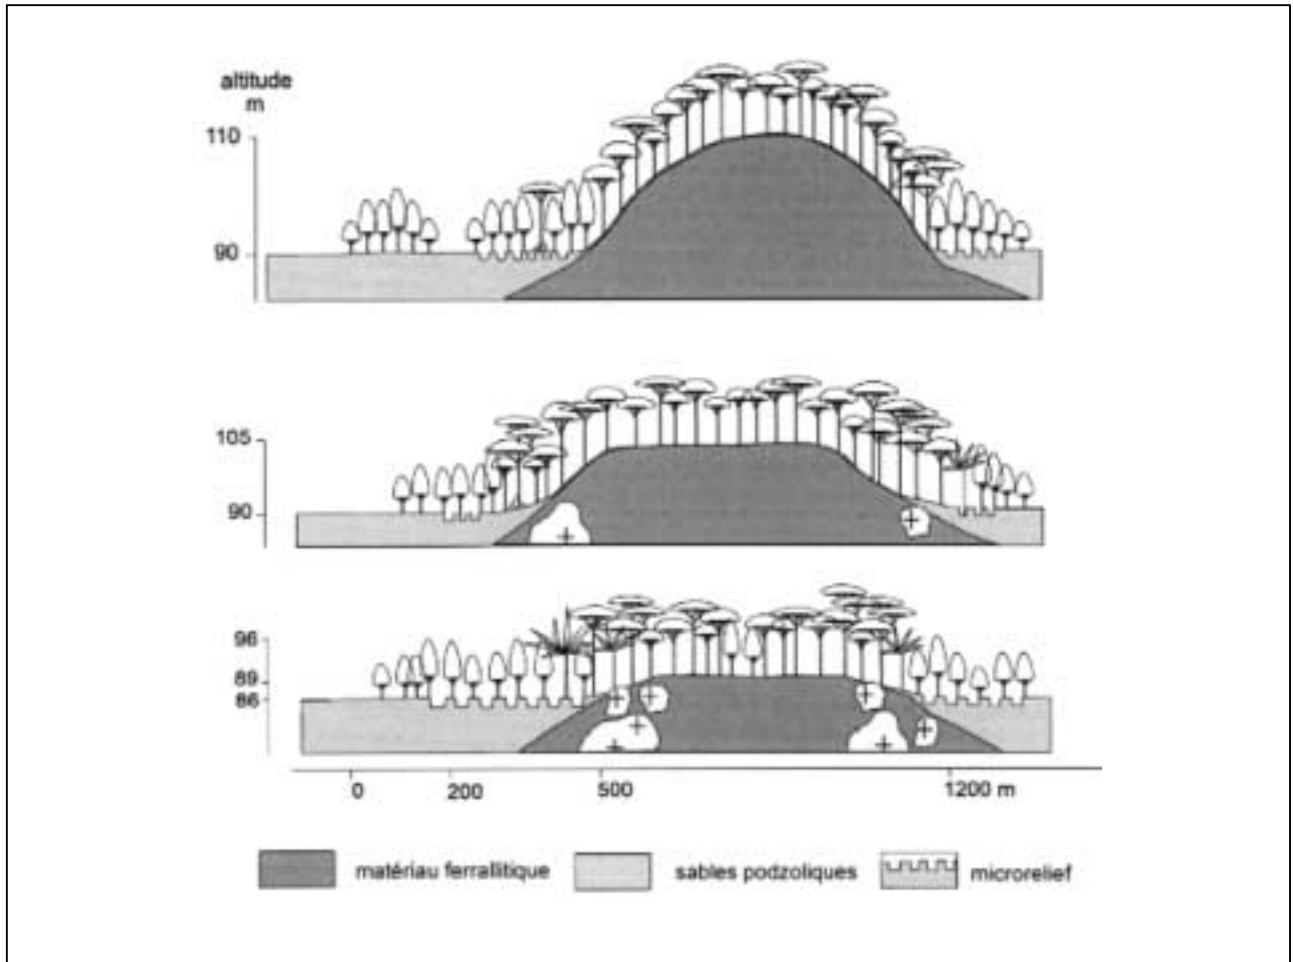 altitude
m
110
90
105
90
96
89
86
0 200 500 1200 m
matériau ferrallitique sables podzoliques microrelief